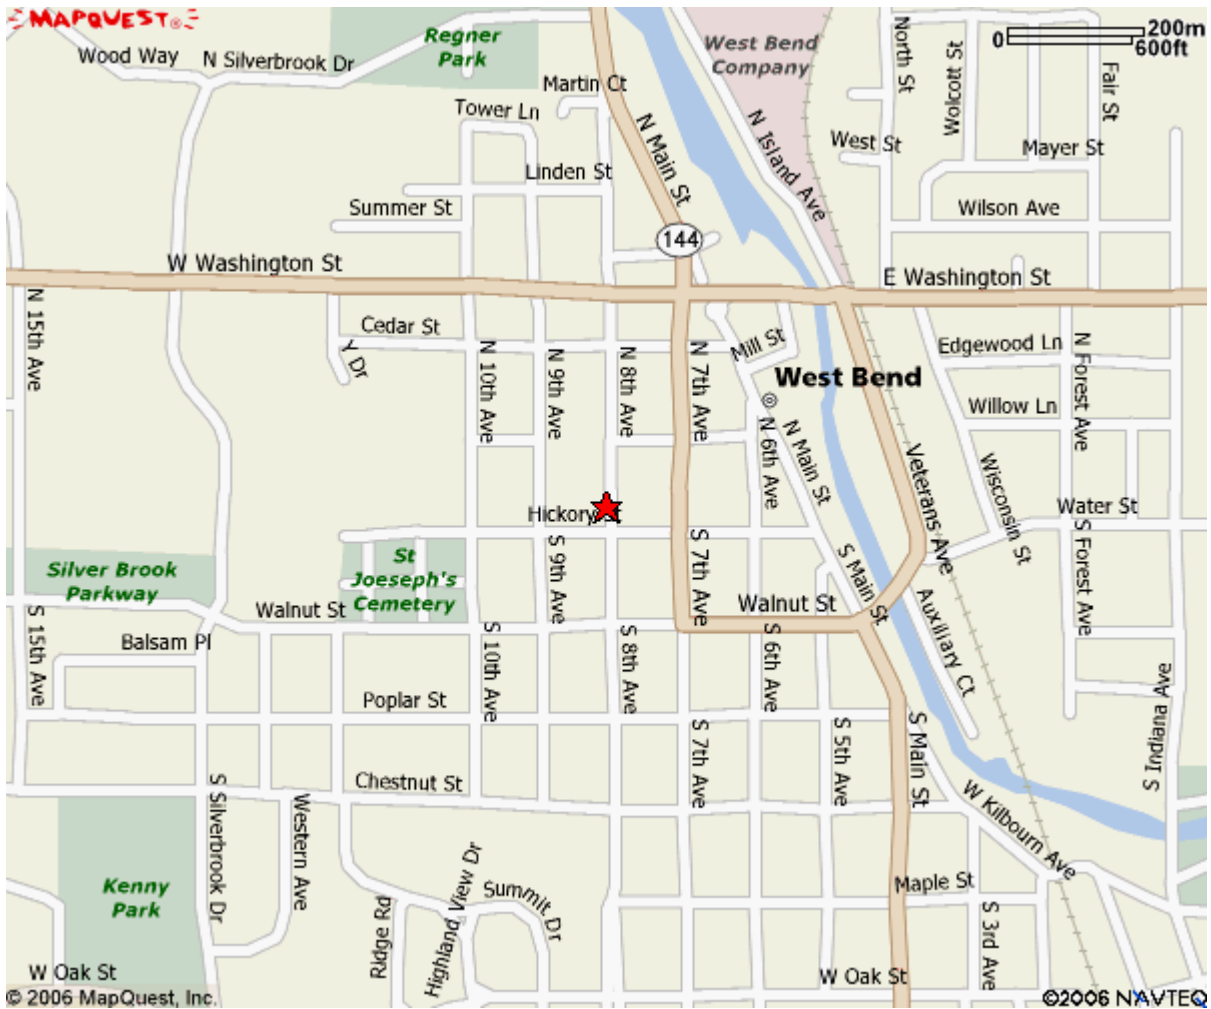 MAPQUEST®
Wood Way
N Silverbrook Dr
Regner
Park
Martin Ct
Tower Ln
N Main St
West Bend
Company
N Island Ave
North St
Wolcott St
Fair St
0
200m
600ft
West St
Mayer St
Linden St
Summer St
Wilson Ave
144
W Washington St
E Washington St
N 15th Ave
Cedar St
Y Dr
N 10th Ave
N 9th Ave
N 8th Ave
N 7th Ave
Mill St
West Bend
Edgewood Ln
Willow Ln
N Forest Ave
N 6th Ave
N Main St
Veterans Ave
Wisconsin St
Water St
Hickory St
S 9th Ave
S 7th Ave
S Main St
S Forest Ave
Silver Brook
Parkway
St
Joeseph's
Cemetery
Walnut St
Walnut St
Auxiliary Ct
S 15th Ave
Balsam Pl
S 10th Ave
S 8th Ave
S 6th Ave
S Indiana Ave
Poplar St
S 7th Ave
S 5th Ave
S Main St
Chestnut St
S Silverbrook Dr
Western Ave
W Kilbourn Ave
Kenny
Park
Ridge Rd
Highland View Dr
Summit Dr
Maple St
S 3rd Ave
W Oak St
W Oak St
© 2006 MapQuest, Inc.
©2006 NAVTEQ